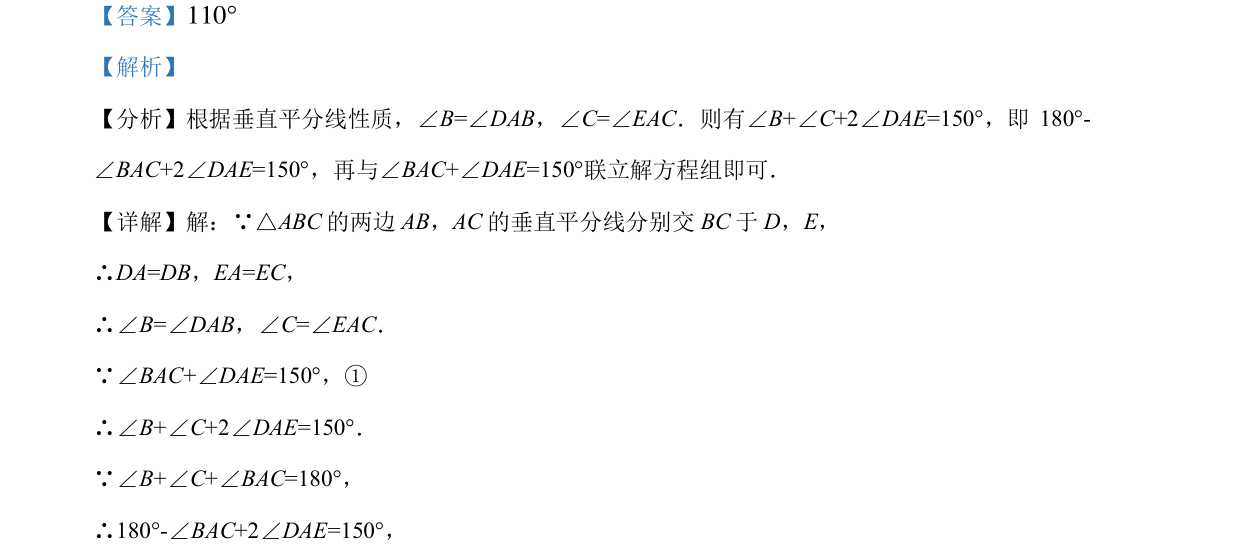 【答案】110°
【解析】
【分析】根据垂直平分线性质，∠B=∠DAB，∠C=∠EAC．则有∠B+∠C+2∠DAE=150°，即 180°-
∠BAC+2∠DAE=150°，再与∠BAC+∠DAE=150°联立解方程组即可．
【详解】解：∵△ABC 的两边 AB，AC 的垂直平分线分别交 BC 于 D，E，
∴DA=DB，EA=EC，
∴∠B=∠DAB，∠C=∠EAC．
∵∠BAC+∠DAE=150°，①
∴∠B+∠C+2∠DAE=150°．
∵∠B+∠C+∠BAC=180°，
∴180°-∠BAC+2∠DAE=150°，